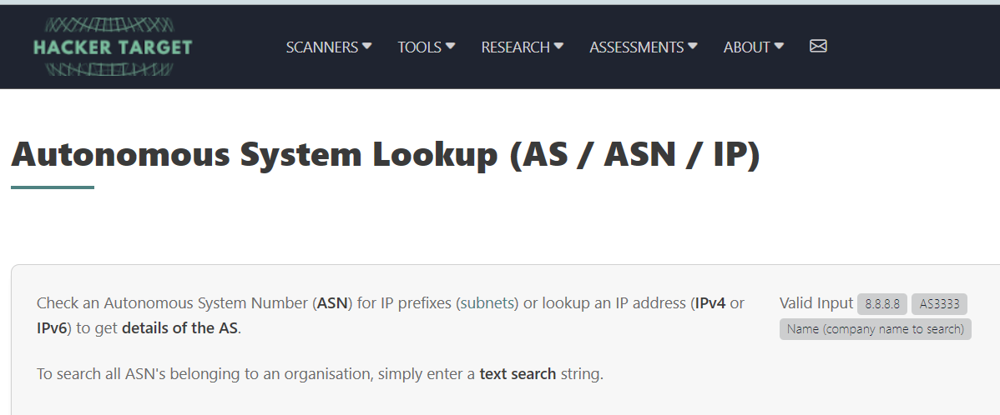 HACKER TARGET
SCANNERS TOOLS RESEARCH ASSESSMENTS ABOUT
Autonomous System Lookup (AS / ASN / IP)
Check an Autonomous System Number (ASN) for IP prefixes (subnets) or lookup an IP address (IPv4 or
IPv6) to get details of the AS.
To search all ASN's belonging to an organisation, simply enter a text search string.
Valid Input 8.8.8.8 AS3333
Name (company name to search)